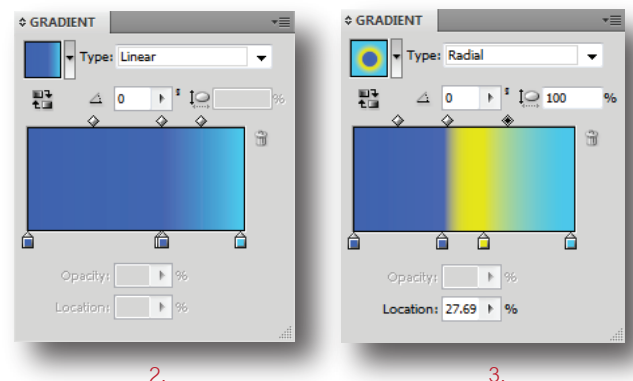 GRADIENT
Type: Linear
0 ° %
Opacity: %
Location: %
2.
GRADIENT
Type: Radial
0 ° 100 %
Opacity: %
Location: 27.69 %
3.